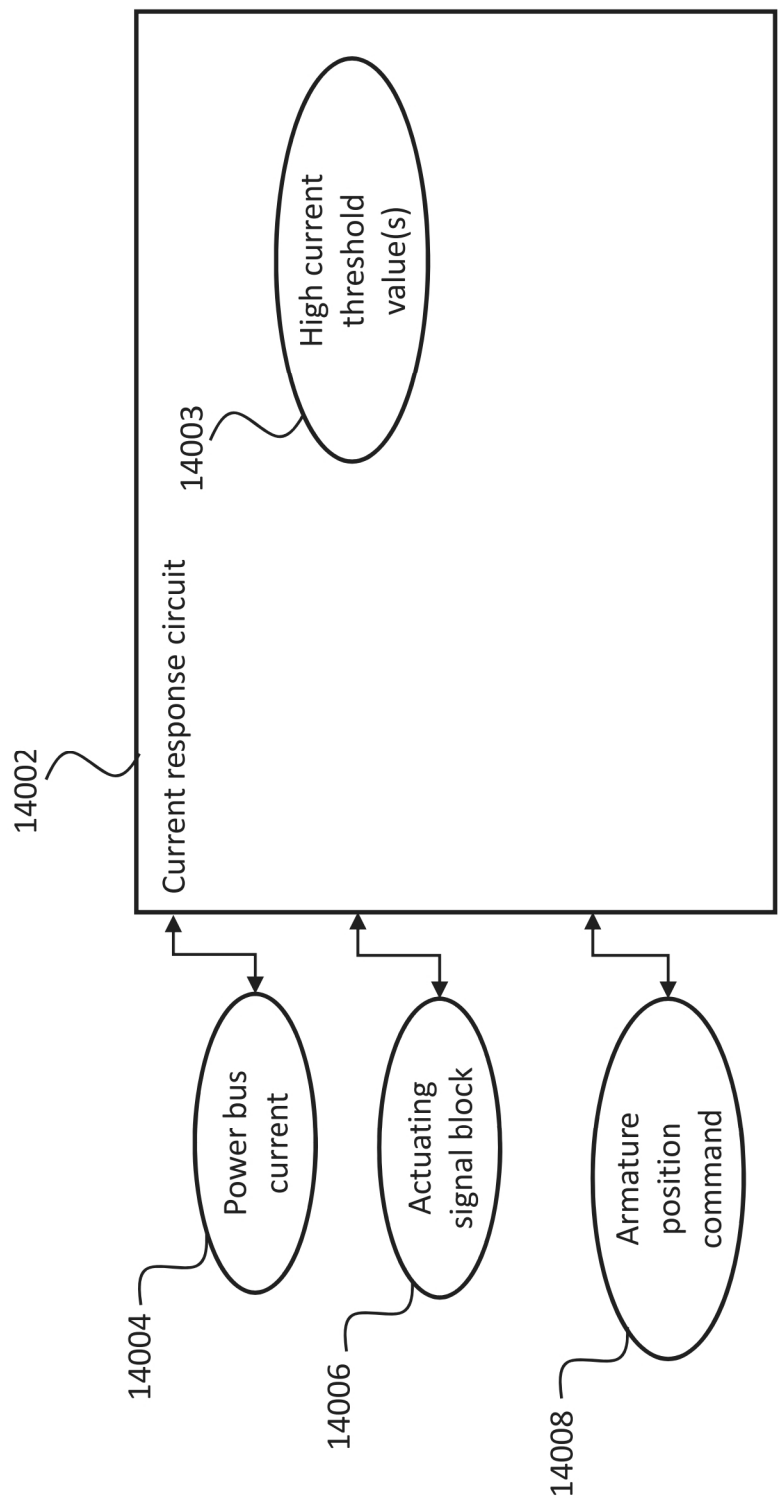 14002
Current response circuit
14003
High current
threshold
value(s)
14004
Power bus
current
14006
Actuating
signal block
14008
Armature
position
command